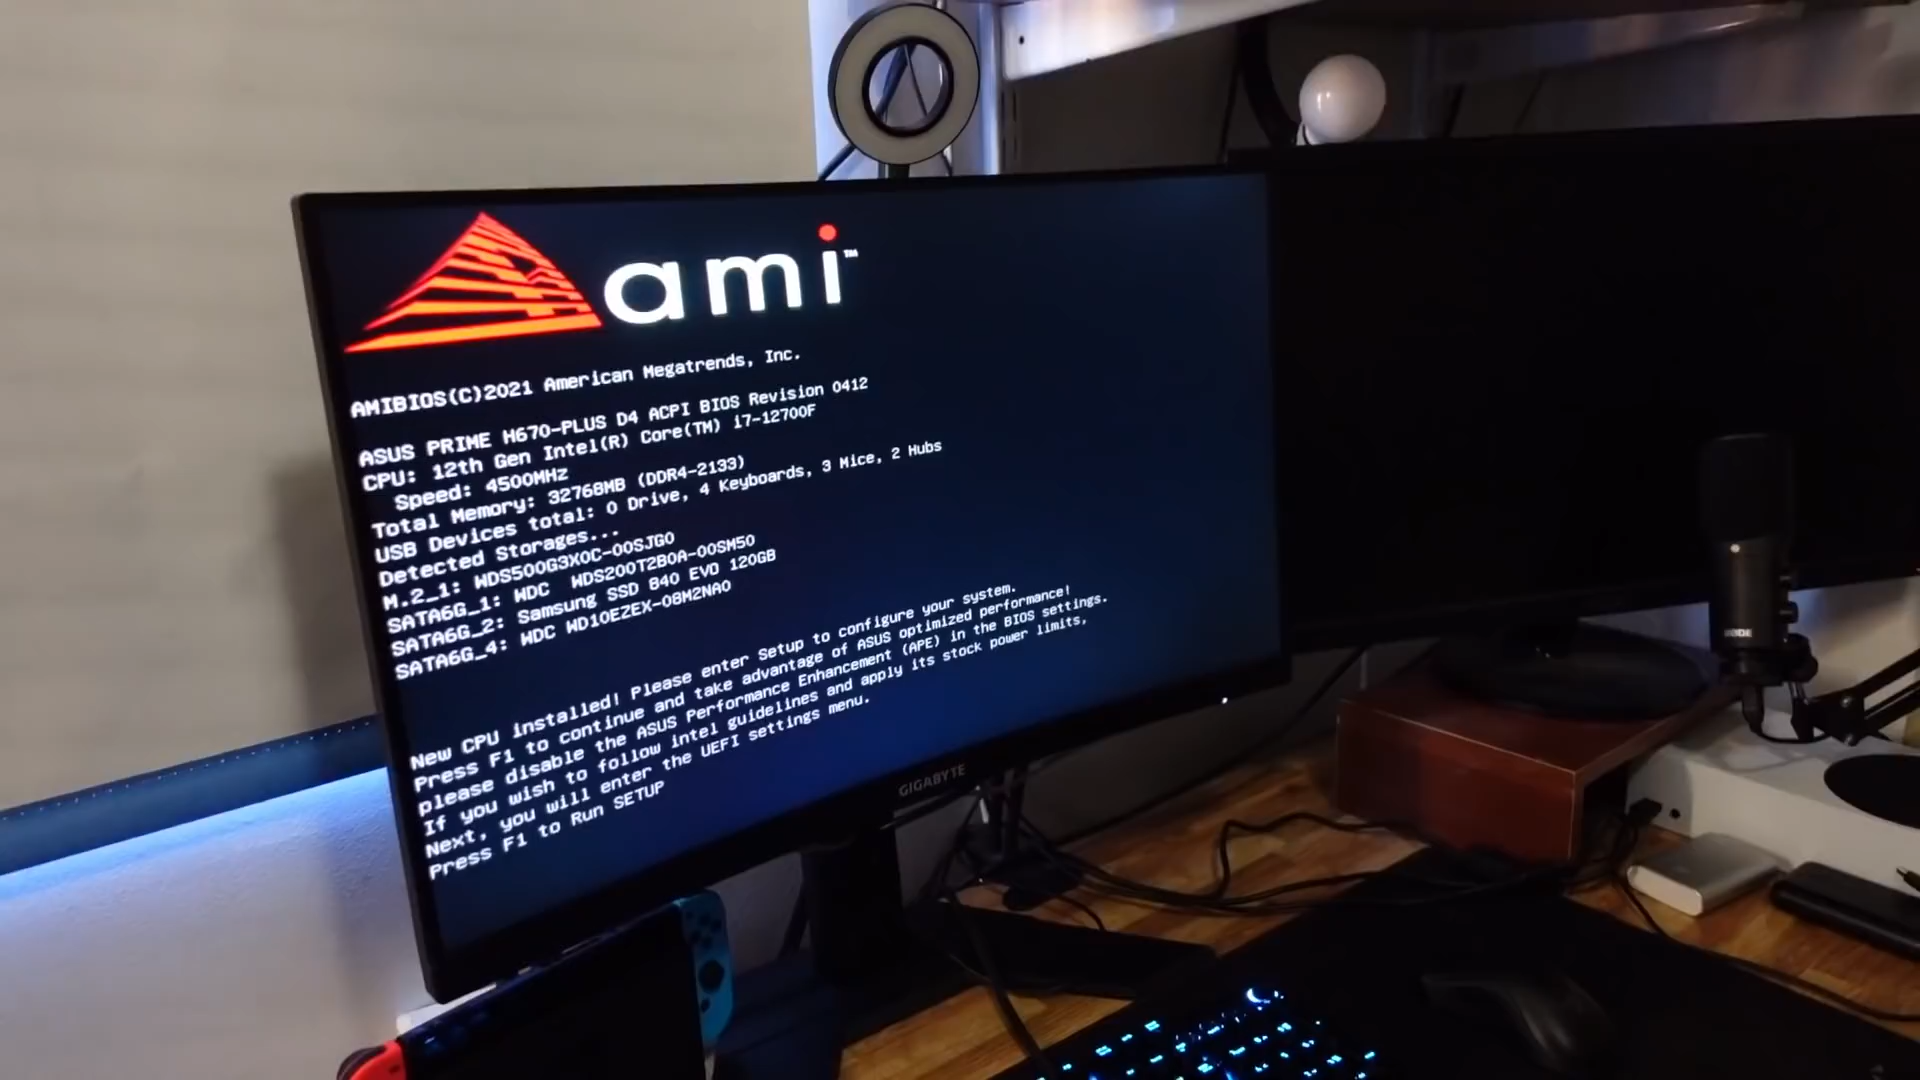 ami™
AMIBIOS(C)2021 American Megatrends, Inc.
ASUS PRIME H670-PLUS D4 ACPI BIOS Revision 0412
CPU: 12th Gen Intel(R) Core(TM) i7-12700F
Speed: 4500MHz
Total Memory: 32768MB (DDR4-2133)
USB Devices total: 0 Drive, 4 Keyboards, 3 Mice, 2 Hubs
Detected Storages...
M.2_1: WDS500G3X0C-00SJG0
SATA6G_1: WDC WDS200T2B0A-00SM50
SATA6G_2: Samsung SSD 840 EVO 120GB
SATA6G_4: WDC WD10EZEX-08M2NA0
New CPU installed! Please enter Setup to configure your system.
Press F1 to continue and take advantage of ASUS optimized performance!
please disable the ASUS Performance Enhancement (APE) in the BIOS settings.
If you wish to follow intel guidelines and apply its stock power limits,
Next, you will enter the UEFI settings menu.
Press F1 to Run SETUP
GIGABYTE
RODE